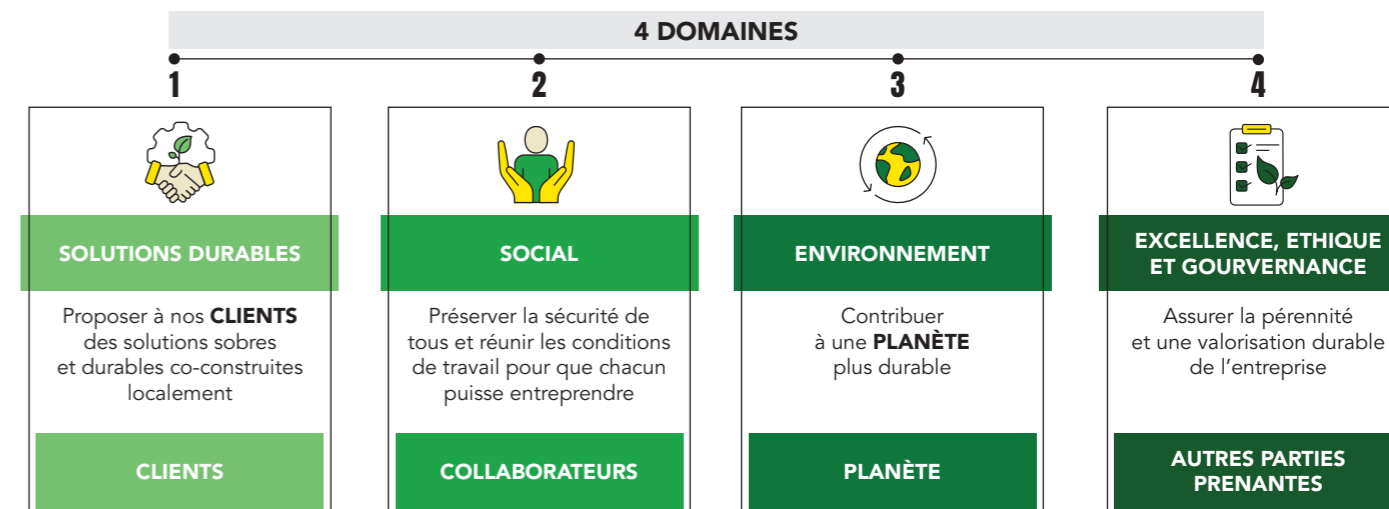 4 DOMAINES
1
2
3
4
SOLUTIONS DURABLES
Proposer à nos CLIENTS
des solutions sobres
et durables co-construites
localement
CLIENTS
SOCIAL
Préserver la sécurité de
tous et réunir les conditions
de travail pour que chacun
puisse entreprendre
COLLABORATEURS
ENVIRONNEMENT
Contribuer
à une PLANÈTE
plus durable
PLANÈTE
EXCELLENCE, ETHIQUE
ET GOURVERNANCE
Assurer la pérennité
et une valorisation durable
de l'entreprise
AUTRES PARTIES
PRENANTES